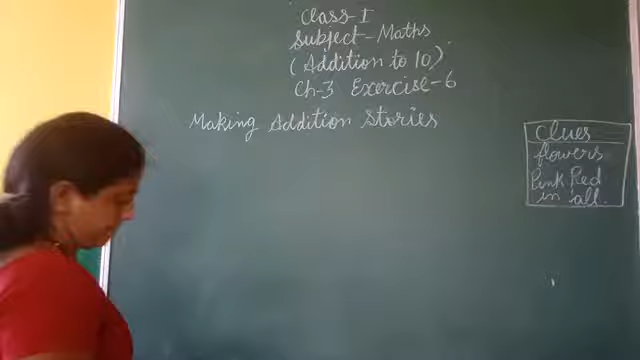 Class-I
Subject-Maths
(Addition to 10)
Ch-3 Exercise-6
Making Addition Stories
Clues
flowers
Pink Red
in all.